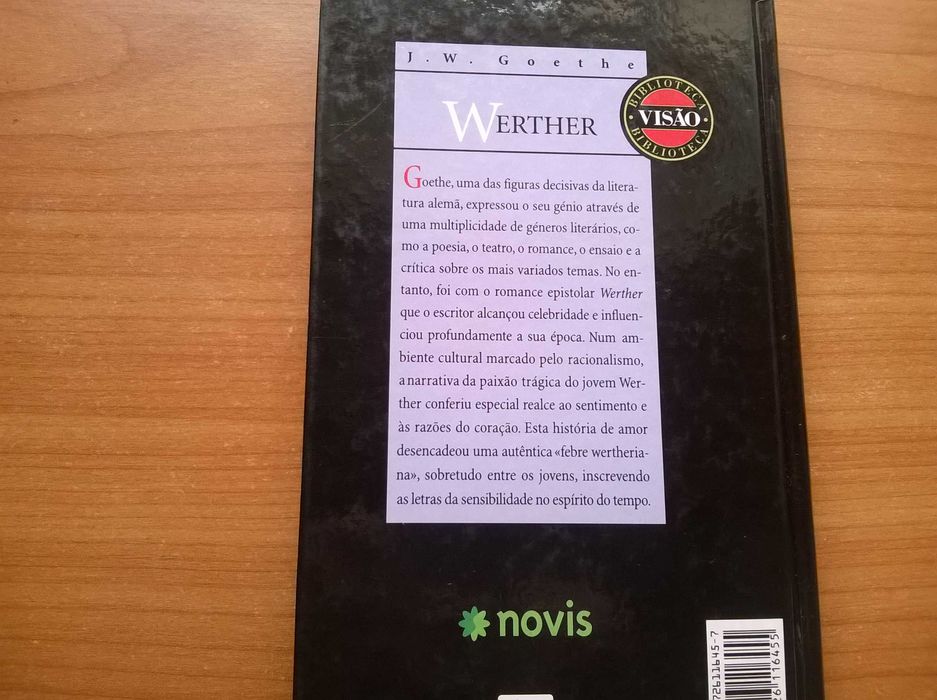 J. W. Goethe
WERTHER
BIBLIOTECA
VISÃO
BIBLIOTECA
Goethe, uma das figuras decisivas da litera-
tura alemã, expressou o seu génio através de
uma multiplicidade de géneros literários, co-
mo a poesia, o teatro, o romance, o ensaio e a
crítica sobre os mais variados temas. No en-
tanto, foi com o romance epistolar Werther
que o escritor alcançou celebridade e influen-
ciou profundamente a sua época. Num am-
biente cultural marcado pelo racionalismo,
a narrativa da paixão trágica do jovem Wer-
ther conferiu especial realce ao sentimento e
às razões do coração. Esta história de amor
desencadeou uma autêntica «febre wertheria-
na», sobretudo entre os jovens, inscrevendo
as letras da sensibilidade no espírito do tempo.
novis
72611645-7
26116455